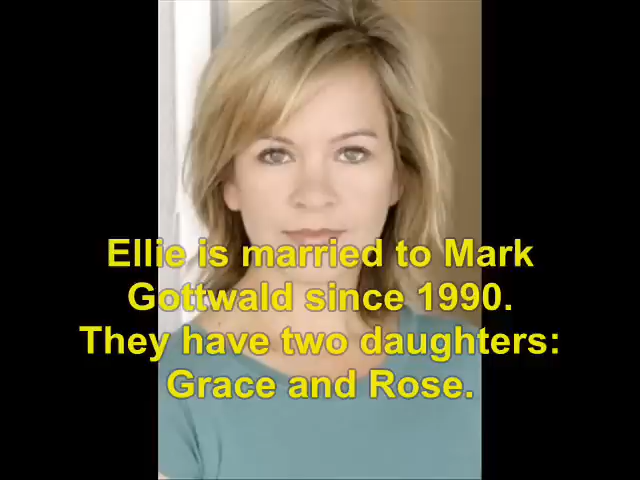 Ellie is married to Mark
Gottwald since 1990.
They have two daughters:
Grace and Rose.